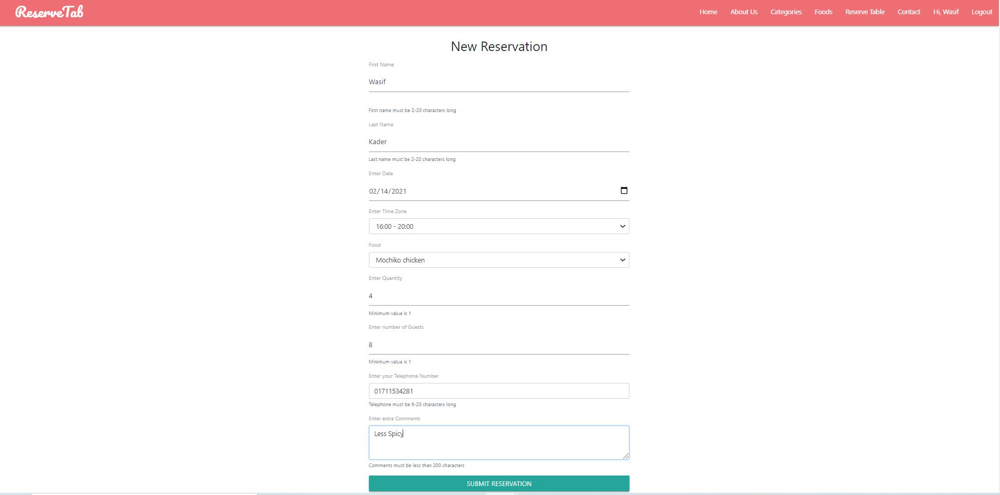 ReserveTab
Home About Us Categories Foods Reserve Table Contact Hi, Wasif Logout
New Reservation
First Name
Wasif
First name must be 2-20 characters long
Last Name
Kader
Last name must be 2-20 characters long
Enter Date
02/14/2021
Enter Time Zone
16:00 - 20:00
Food
Mochiko chicken
Enter Quantity
4
Minimum value is 1
Enter number of Guests
8
Minimum value is 1
Enter your Telephone Number
01711534281
Telephone must be 6-20 characters long
Enter extra Comments
Less Spicy
Comments must be less than 200 characters
SUBMIT RESERVATION